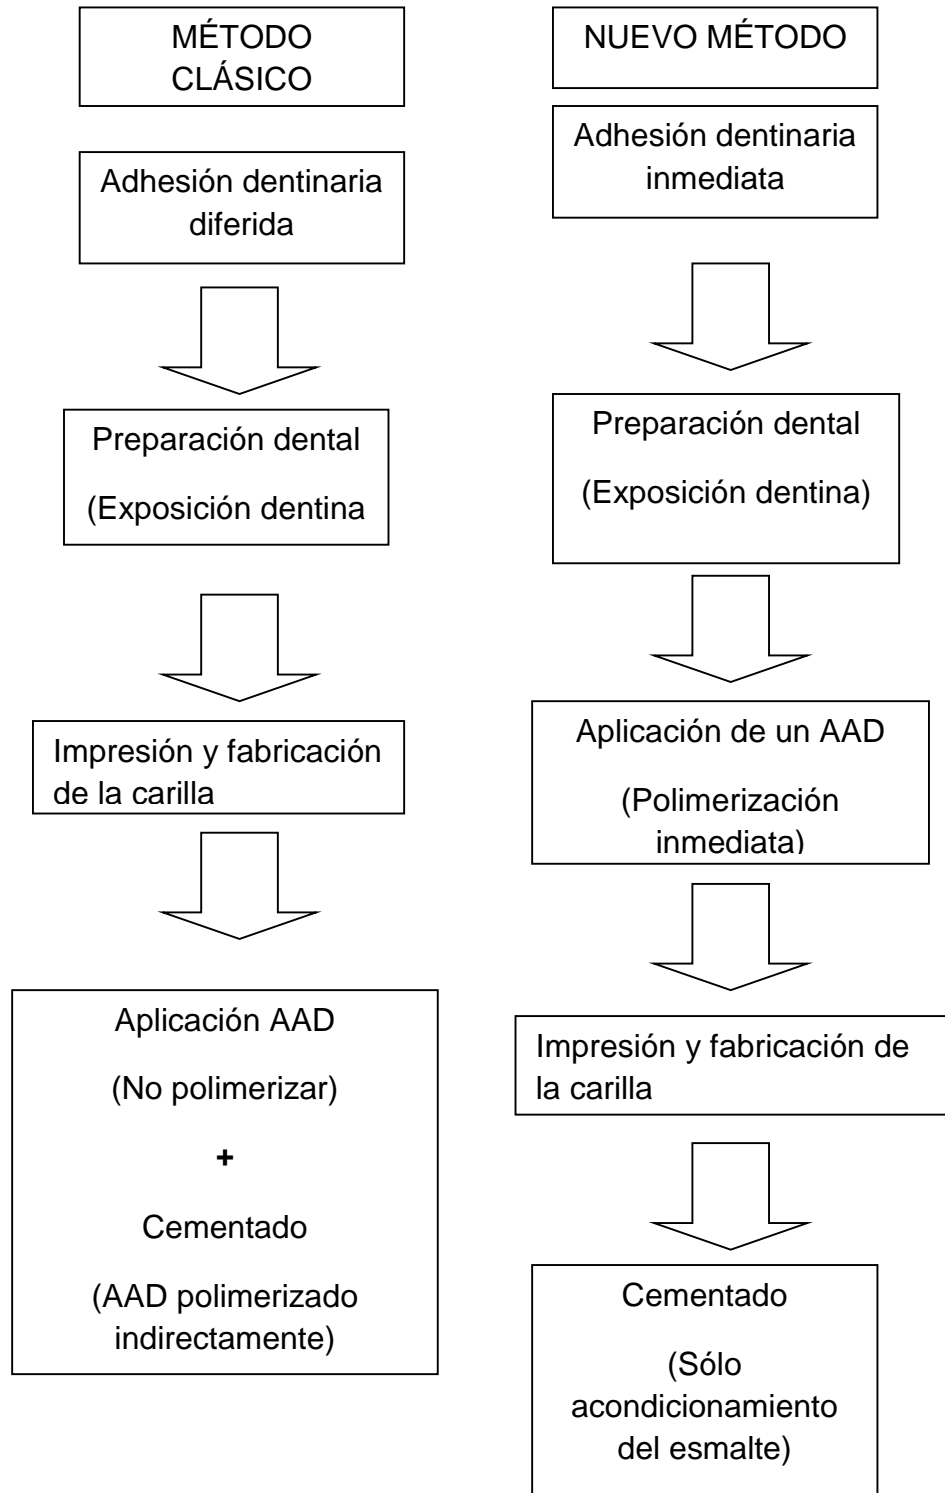 MÉTODO
CLÁSICO
Adhesión dentinaria
diferida
Preparación dental
(Exposición dentina
Impresión y fabricación
de la carilla
Aplicación AAD
(No polimerizar)
+
Cementado
(AAD polimerizado
indirectamente)
NUEVO MÉTODO
Adhesión dentinaria
inmediata
Preparación dental
(Exposición dentina)
Aplicación de un AAD
(Polimerización
inmediata)
Impresión y fabricación de
la carilla
Cementado
(Sólo
acondicionamiento
del esmalte)